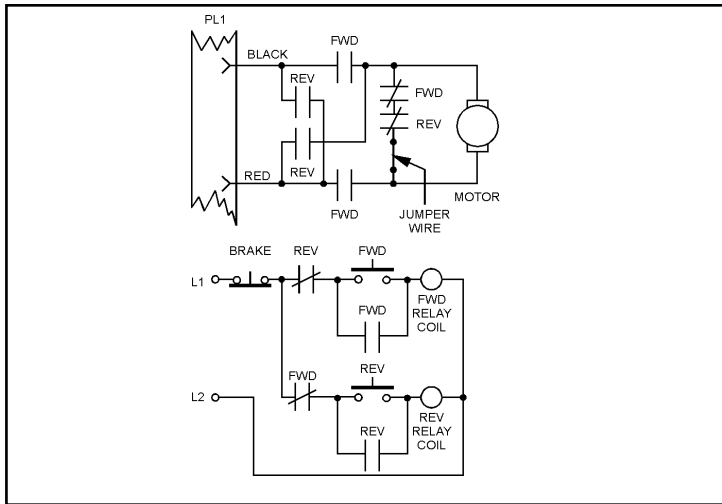 PL1
BLACK
FWD
REV
FWD
REV
REV
RED
FWD
JUMPER
WIRE
MOTOR
BRAKE
REV
FWD
L1
FWD
RELAY
COIL
FWD
FWD
REV
L2
REV
RELAY
COIL
REV